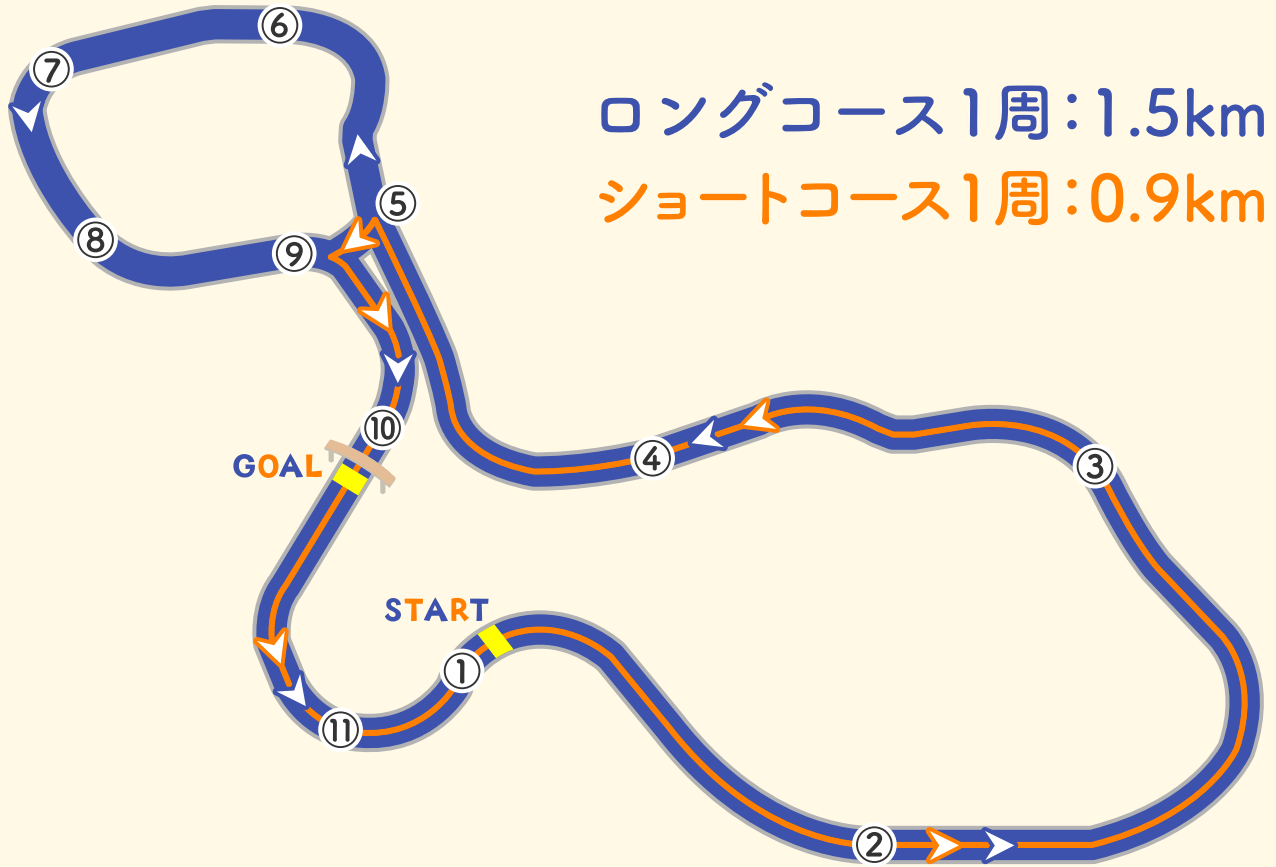 ⑥
⑦
ロングコース1周：1.5km
ショートコース1周：0.9km
⑤
⑧
⑨
⑩
GOAL
④
③
START
①
⑪
②